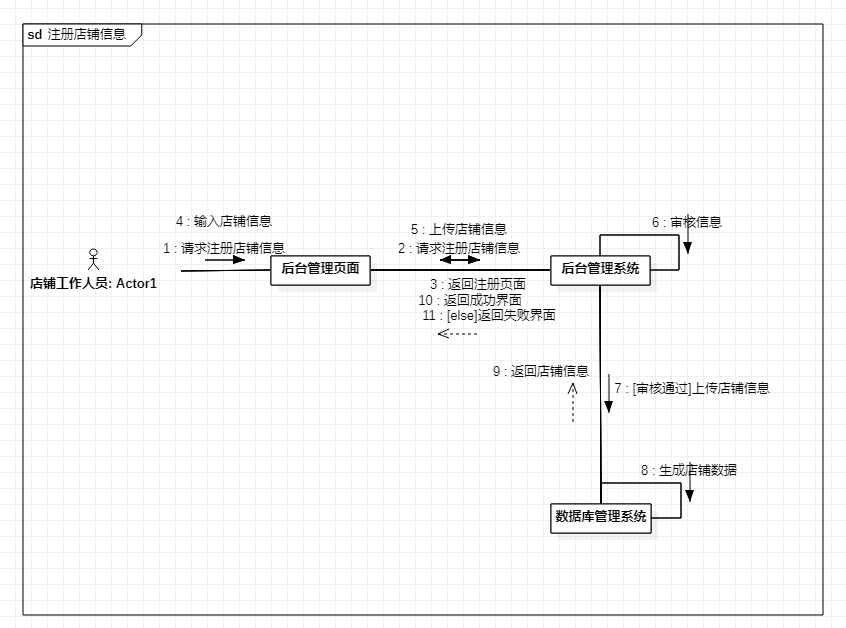 sd 注册店铺信息
4 : 输入店铺信息
1 : 请求注册店铺信息
5 : 上传店铺信息
2 : 请求注册店铺信息
6 : 审核信息
店铺工作人员: Actor1
后台管理页面
后台管理系统
3 : 返回注册页面
10 : 返回成功界面
11 : [else]返回失败界面
9 : 返回店铺信息
7 : [审核通过]上传店铺信息
8 : 生成店铺数据
数据库管理系统